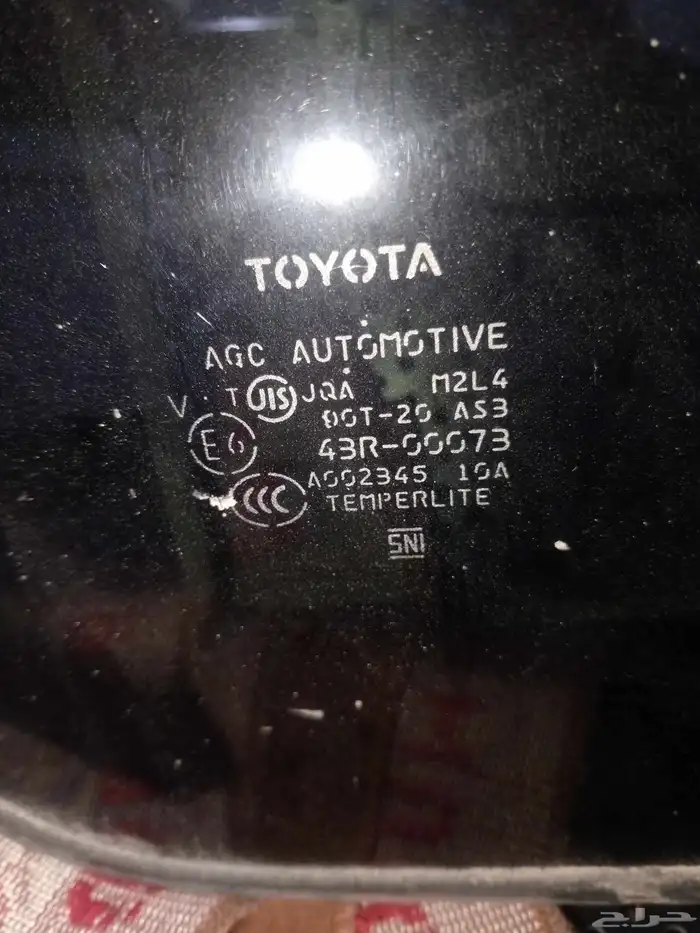 TOYOTA
AGC AUTOMOTIVE
V · T JIS JQA M2L4
DOT-20 AS3
E6 43R-00073
CCC A002345 10A
TEMPERLITE
SNI
حراج